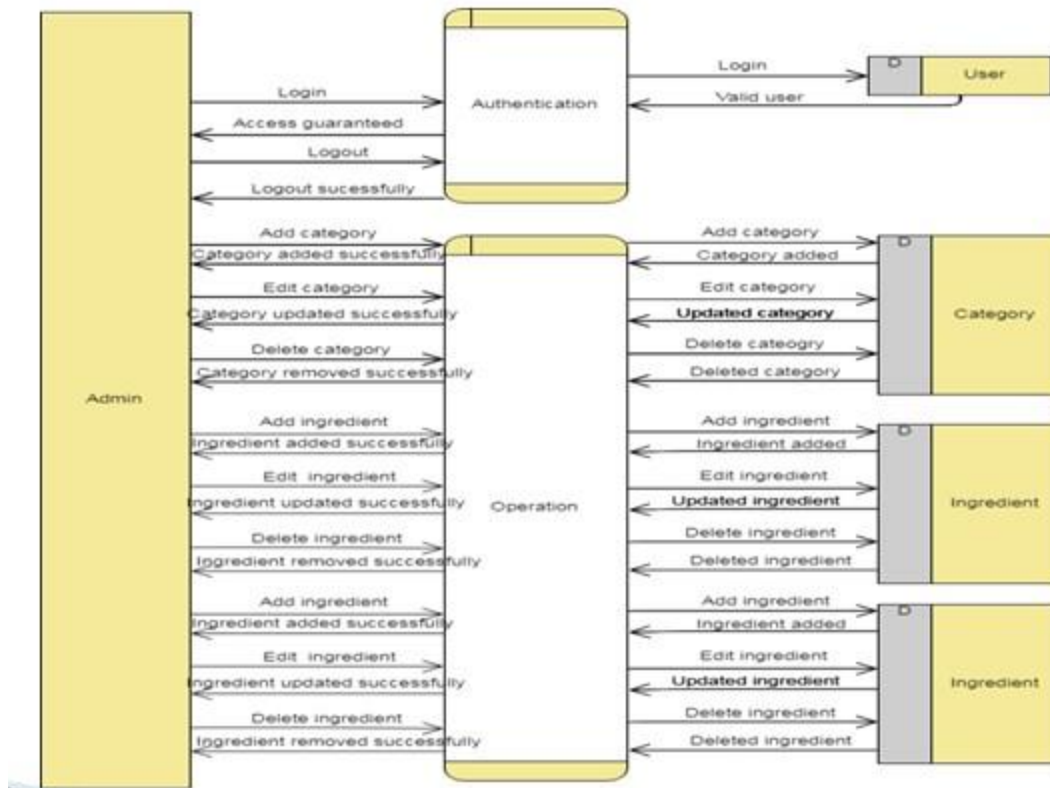 Login
Access guaranteed
Logout
Logout sucessfully
Authentication
Login
Valid user
D
User
Admin
Add category
Category added successfully
Edit category
Category updated successfully
Delete category
Category removed successfully
Add ingredient
Ingredient added successfully
Edit ingredient
Ingredient updated successfully
Delete ingredient
Ingredient removed successfully
Add ingredient
Ingredient added successfully
Edit ingredient
Ingredient updated successfully
Delete ingredient
Ingredient removed successfully
Operation
Add category
Category added
Edit category
Updated category
Delete cateogry
Deleted category
D
Category
Add ingredient
Ingredient added
Edit ingredient
Updated ingredient
Delete ingredient
Deleted ingredient
D
Ingredient
Add ingredient
Ingredient added
Edit ingredient
Updated ingredient
Delete ingredient
Deleted ingredient
D
Ingredient